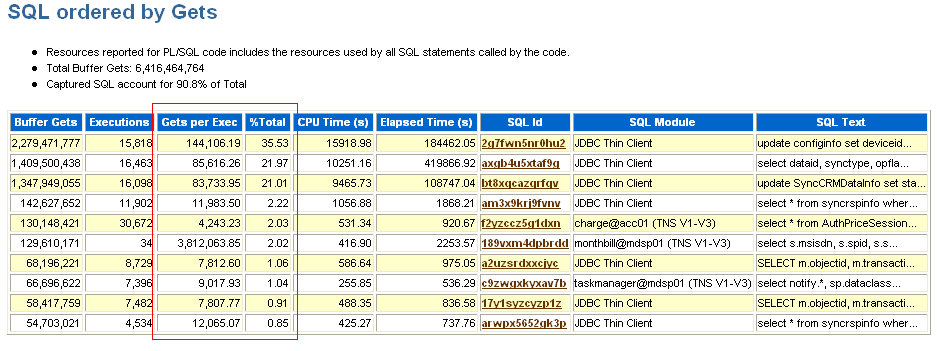 SQL ordered by Gets
Resources reported for PL/SQL code includes the resources used by all SQL statements called by the code.
Total Buffer Gets: 6,416,464,764
Captured SQL account for 90.8% of Total
Buffer Gets Executions Gets per Exec %Total CPU Time (s) Elapsed Time (s) SQL Id SQL Module SQL Text
2,279,471,777 15,818 144,106.19 35.53 15918.98 184462.05 2g7fwn5nr0hu2 JDBC Thin Client update configinfo set deviceid...
1,409,500,438 16,463 85,616.26 21.97 10251.16 419866.92 axgb4u5xtaf9q JDBC Thin Client select dataid, synctype, opfla...
1,347,949,055 16,098 83,733.95 21.01 9465.73 108747.04 bt8xqcazgrfqv JDBC Thin Client update SyncCRMDataInfo set sta...
142,627,652 11,902 11,983.50 2.22 1056.88 1868.21 am3x9krj9fvnv JDBC Thin Client select * from syncrspinfo wher...
130,148,421 30,672 4,243.23 2.03 531.34 920.67 f2yzccz5g1dxn charge@acc01 (TNS V1-V3) select * from AuthPriceSession...
129,610,171 34 3,812,063.85 2.02 416.90 2253.57 189vxm4dpbrdd monthbill@mdsp01 (TNS V1-V3) select s.msisdn, s.spid, s.s...
68,196,221 8,729 7,812.60 1.06 586.64 975.05 a2uzsrdxxcjyc JDBC Thin Client SELECT m.objectid, m.transacti...
66,696,622 7,396 9,017.93 1.04 255.85 536.29 c9zwgxkyxav7b taskmanager@mdsp01 (TNS V1-V3) select notify.*, sp.dataclass...
58,417,759 7,482 7,807.77 0.91 488.35 836.58 17y1syzcyzp1z JDBC Thin Client SELECT m.objectid, m.transacti...
54,703,021 4,534 12,065.07 0.85 425.27 737.76 arwpx5652gk3p JDBC Thin Client select * from syncrspinfo wher...